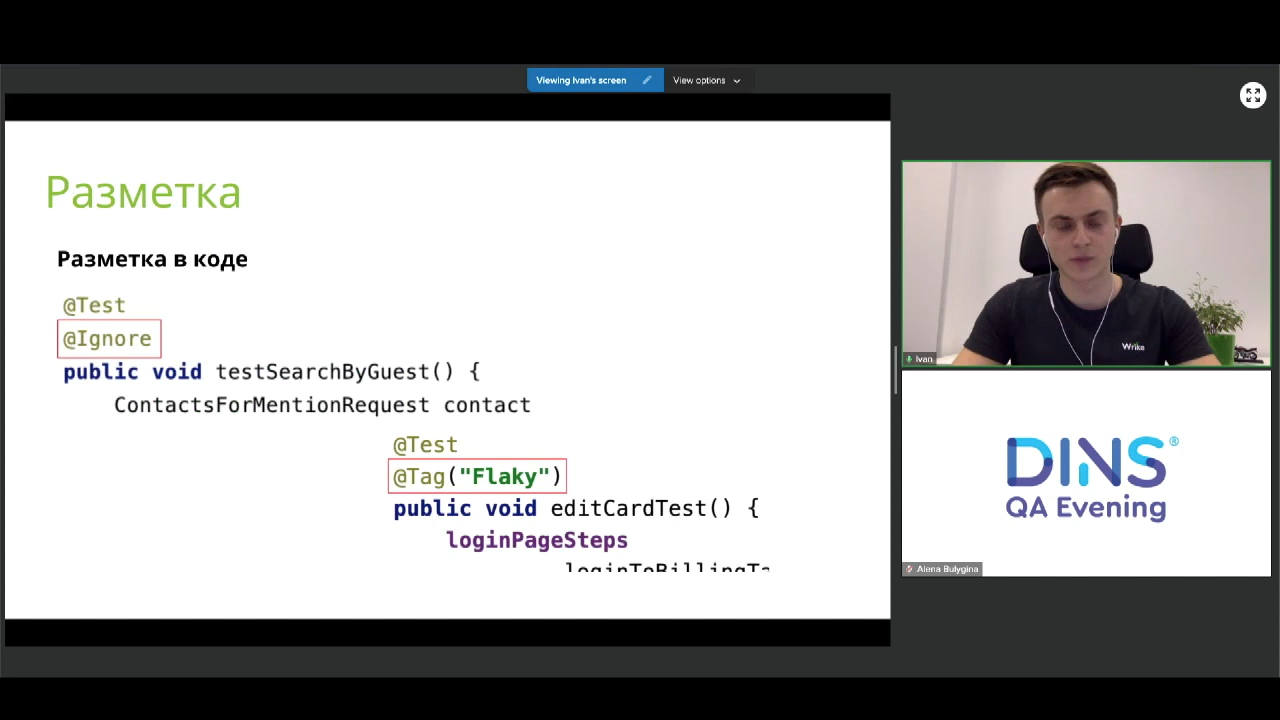 Viewing Ivan's screen
View options
Разметка
Разметка в коде
@Test
@Ignore
public void testSearchByGuest() {
ContactsForMentionRequest contact
@Test
@Tag("Flaky")
public void editCardTest() {
loginPageSteps
Wrike
Ivan
DINS®
QA Evening
Alena Bulygina